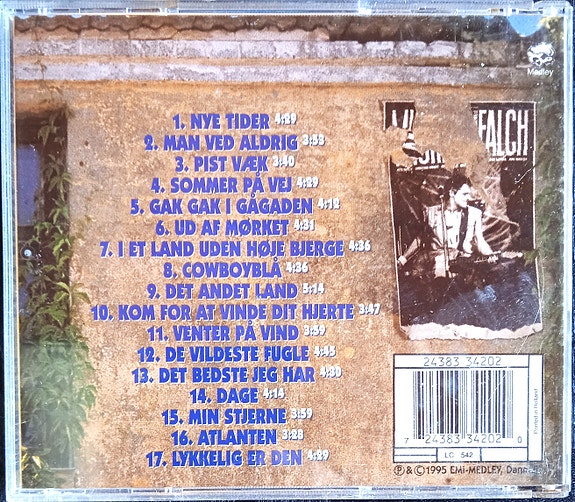 Medley
1. NYE TIDER 4:29
2. MAN VED ALDRIG 3:53
3. PIST VÆK 3:40
4. SOMMER PÅ VEJ 4:29
5. GAK GAK I GÅGADEN 4:12
6. UD AF MØRKET 4:31
7. I ET LAND UDEN HØJE BJERGE 4:36
8. COWBOYBLÅ 4:36
9. DET ANDET LAND 5:14
10. KOM FOR AT VINDE DIT HJERTE 3:47
11. VENTER PÅ VIND 3:59
12. DE VILDESTE FUGLE 4:45
13. DET BEDSTE JEG HAR 4:30
14. DAGE 4:14
15. MIN STJERNE 3:59
16. ATLANTEN 3:28
17. LYKKELIG ER DEN 4:29
FALCH
24383 34202
7 24383 34202 0
LC 542
Printed in Holland
℗ & © 1995 EMI-MEDLEY,